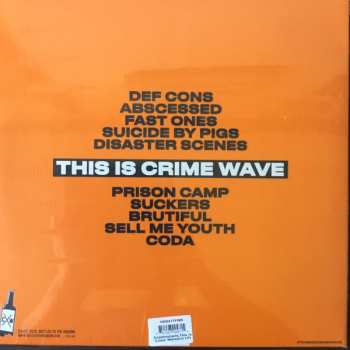 DEF CONS
ABSCESSED
FAST ONES
SUICIDE BY PIGS
DISASTER SCENES
THIS IS CRIME WAVE
PRISON CAMP
SUCKERS
BRUTIFUL
SELL ME YOUTH
CODA